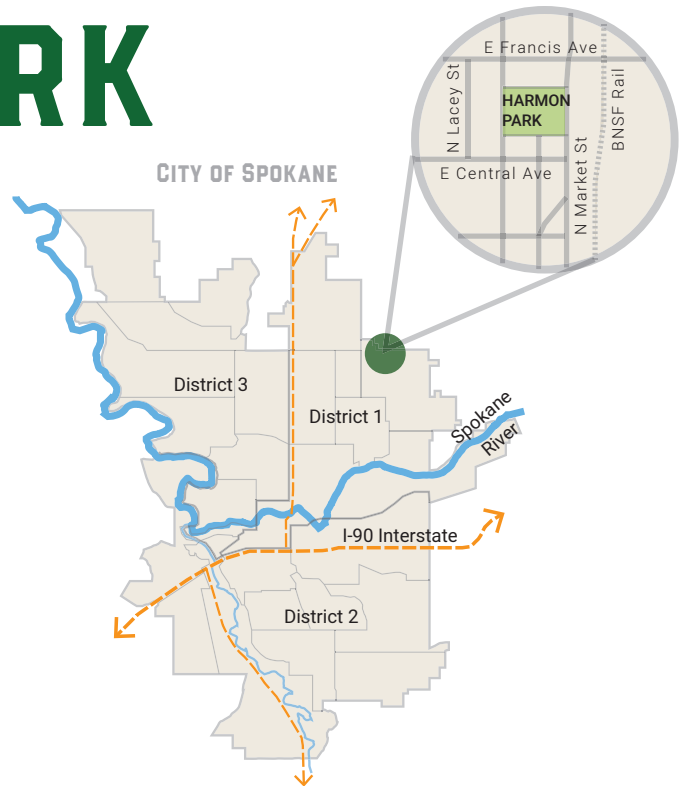 RK
CITY OF SPOKANE
E Francis Ave
N Lacey St
HARMON
PARK
BNSF Rail
E Central Ave
N Market St
District 3
District 1
Spokane
River
I-90 Interstate
District 2